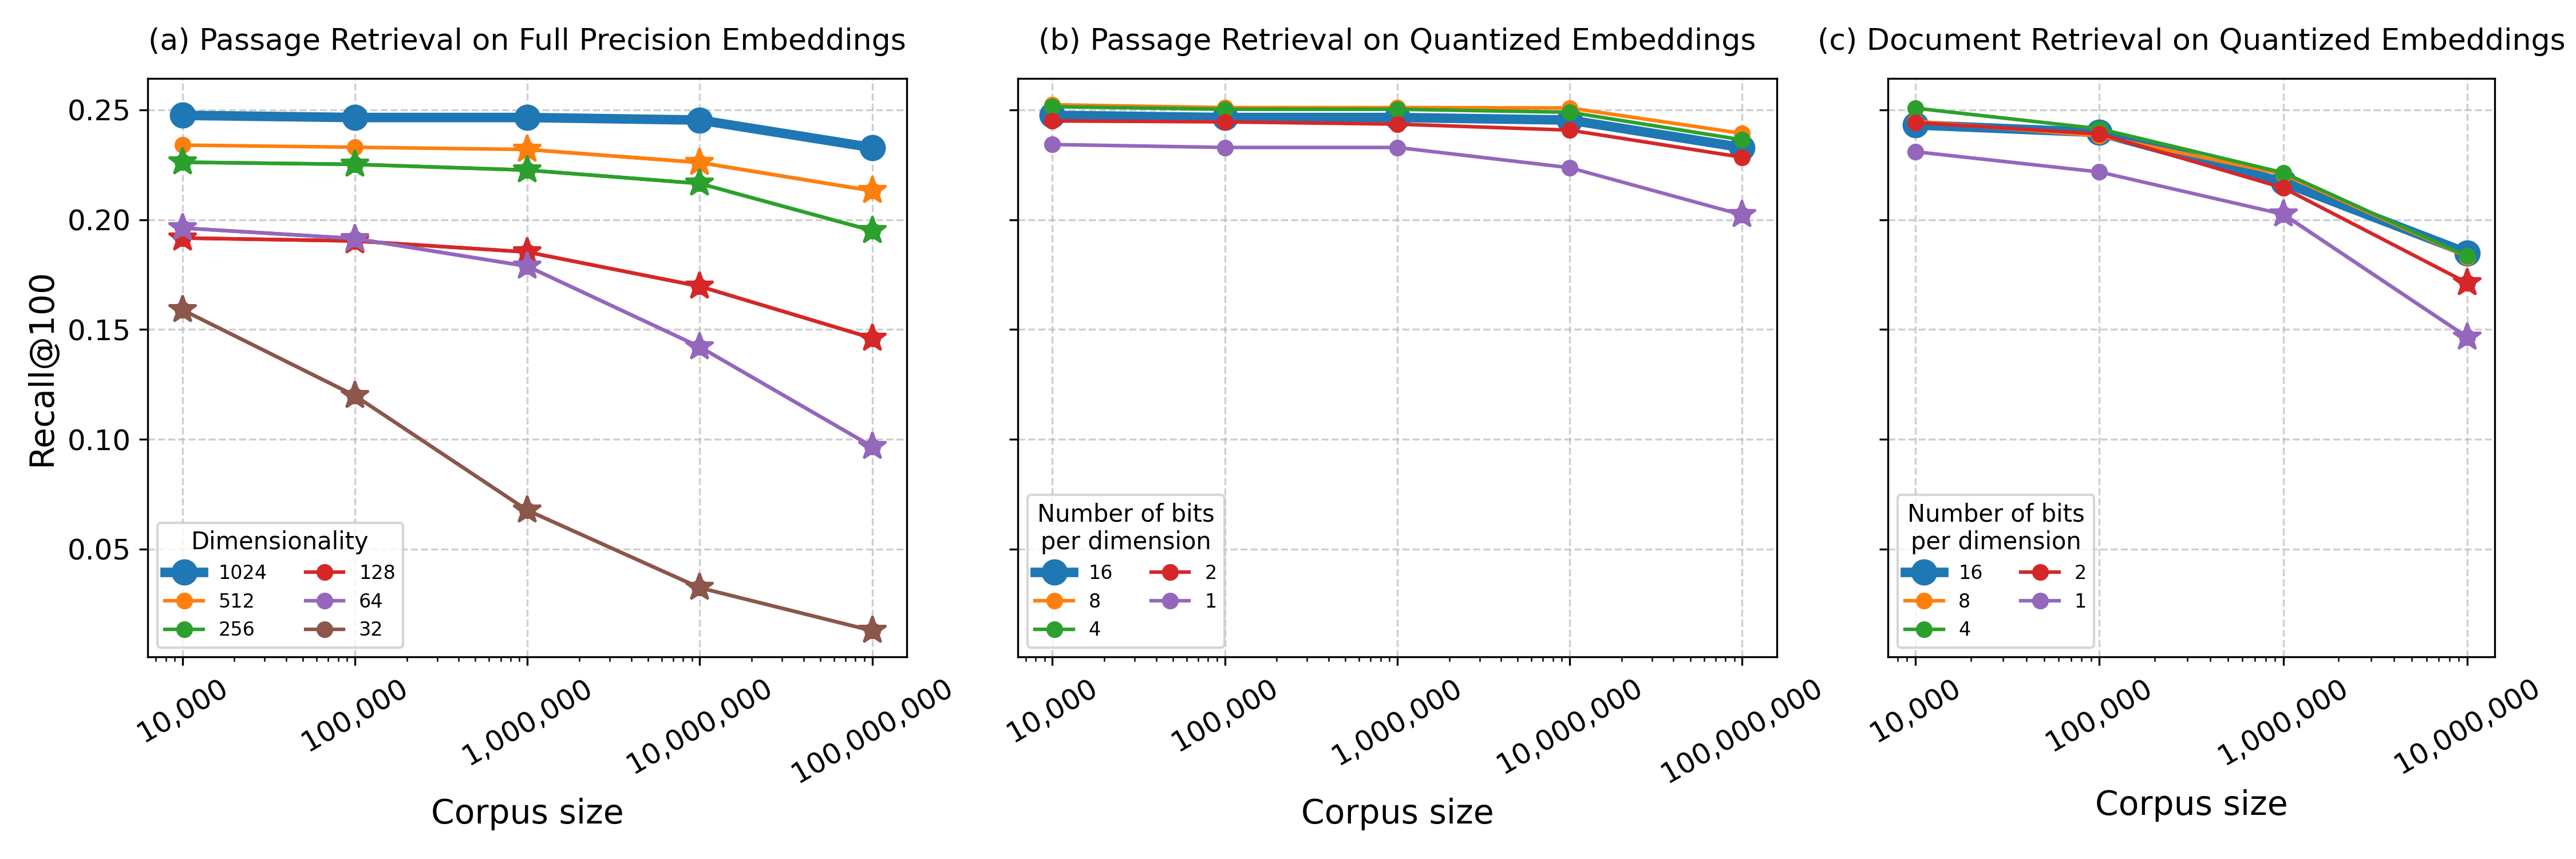 (a) Passage Retrieval on Full Precision Embeddings
Recall@100
0.25
0.20
0.15
0.10
0.05
Dimensionality
1024
512
256
128
64
32
10,000
100,000
1,000,000
10,000,000
100,000,000
Corpus size
(b) Passage Retrieval on Quantized Embeddings
Number of bits
per dimension
16
8
4
2
1
10,000
100,000
1,000,000
10,000,000
100,000,000
Corpus size
(c) Document Retrieval on Quantized Embeddings
Number of bits
per dimension
16
8
4
2
1
10,000
100,000
1,000,000
10,000,000
Corpus size